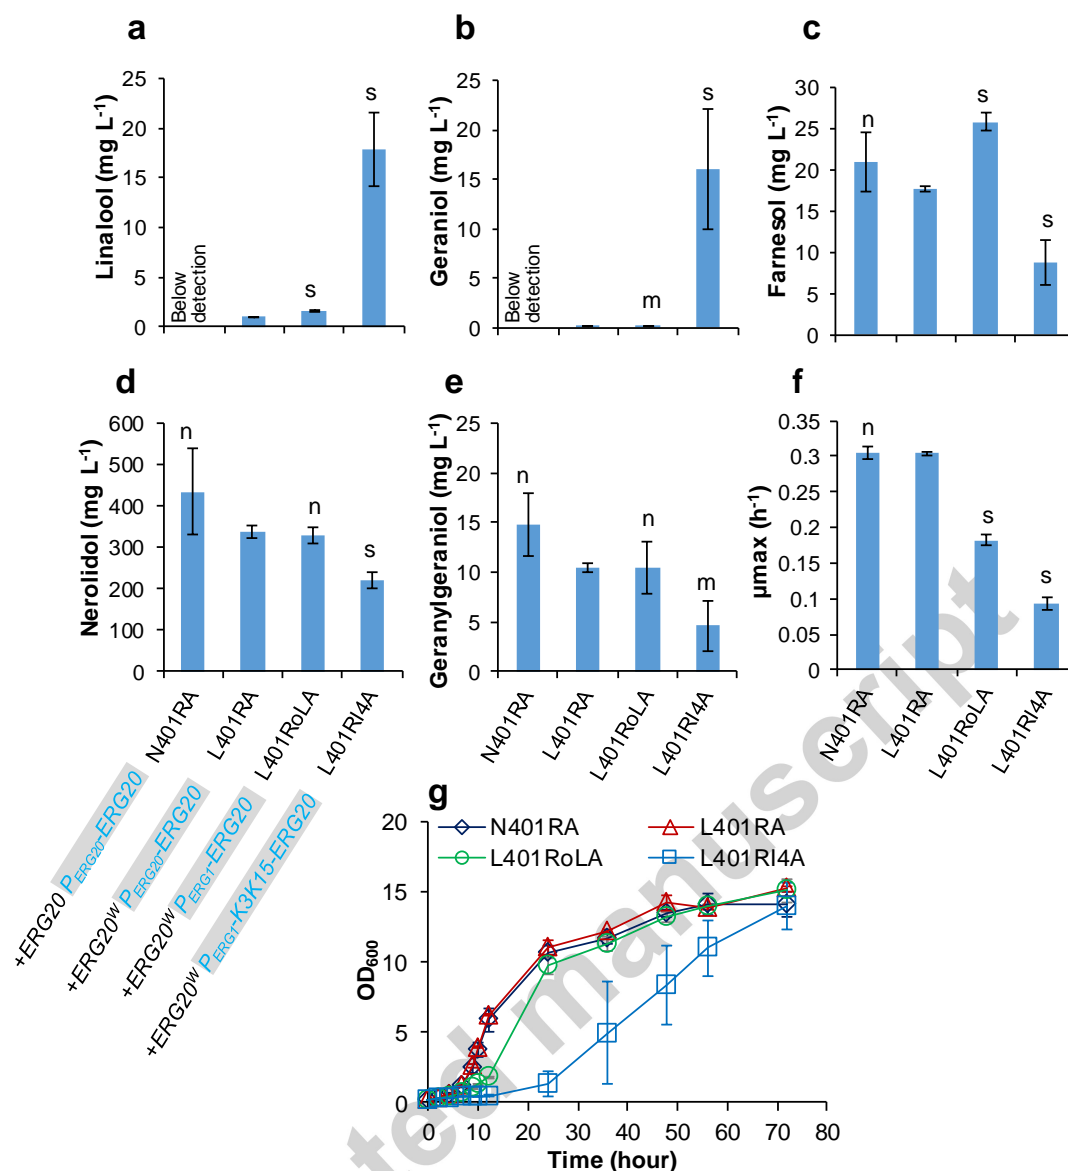 a
b
c
Linalool (mg L-1)
25
20
15
10
5
0
Below detection
s
s
Geraniol (mg L-1)
25
20
15
10
5
0
Below detection
m
s
Farnesol (mg L-1)
30
25
20
15
10
5
0
n
s
s
d
e
f
Nerolidol (mg L-1)
600
500
400
300
200
100
0
n
n
s
Geranylgeraniol (mg L-1)
25
20
15
10
5
0
n
n
m
µmax (h-1)
0.35
0.3
0.25
0.2
0.15
0.1
0.05
0
n
s
s
N401RA
L401RA
L401RoLA
L401RI4A
N401RA
L401RA
L401RoLA
L401RI4A
N401RA
L401RA
L401RoLA
L401RI4A
+ERG20 PERG20-ERG20
+ERG20W PERG20-ERG20
+ERG20W PERG1-ERG20
+ERG20W PERG1-K3K15-ERG20
g
N401RA
L401RA
L401RoLA
L401RI4A
OD600
20
15
10
5
0
0 10 20 30 40 50 60 70 80
Time (hour)
ted manuscript